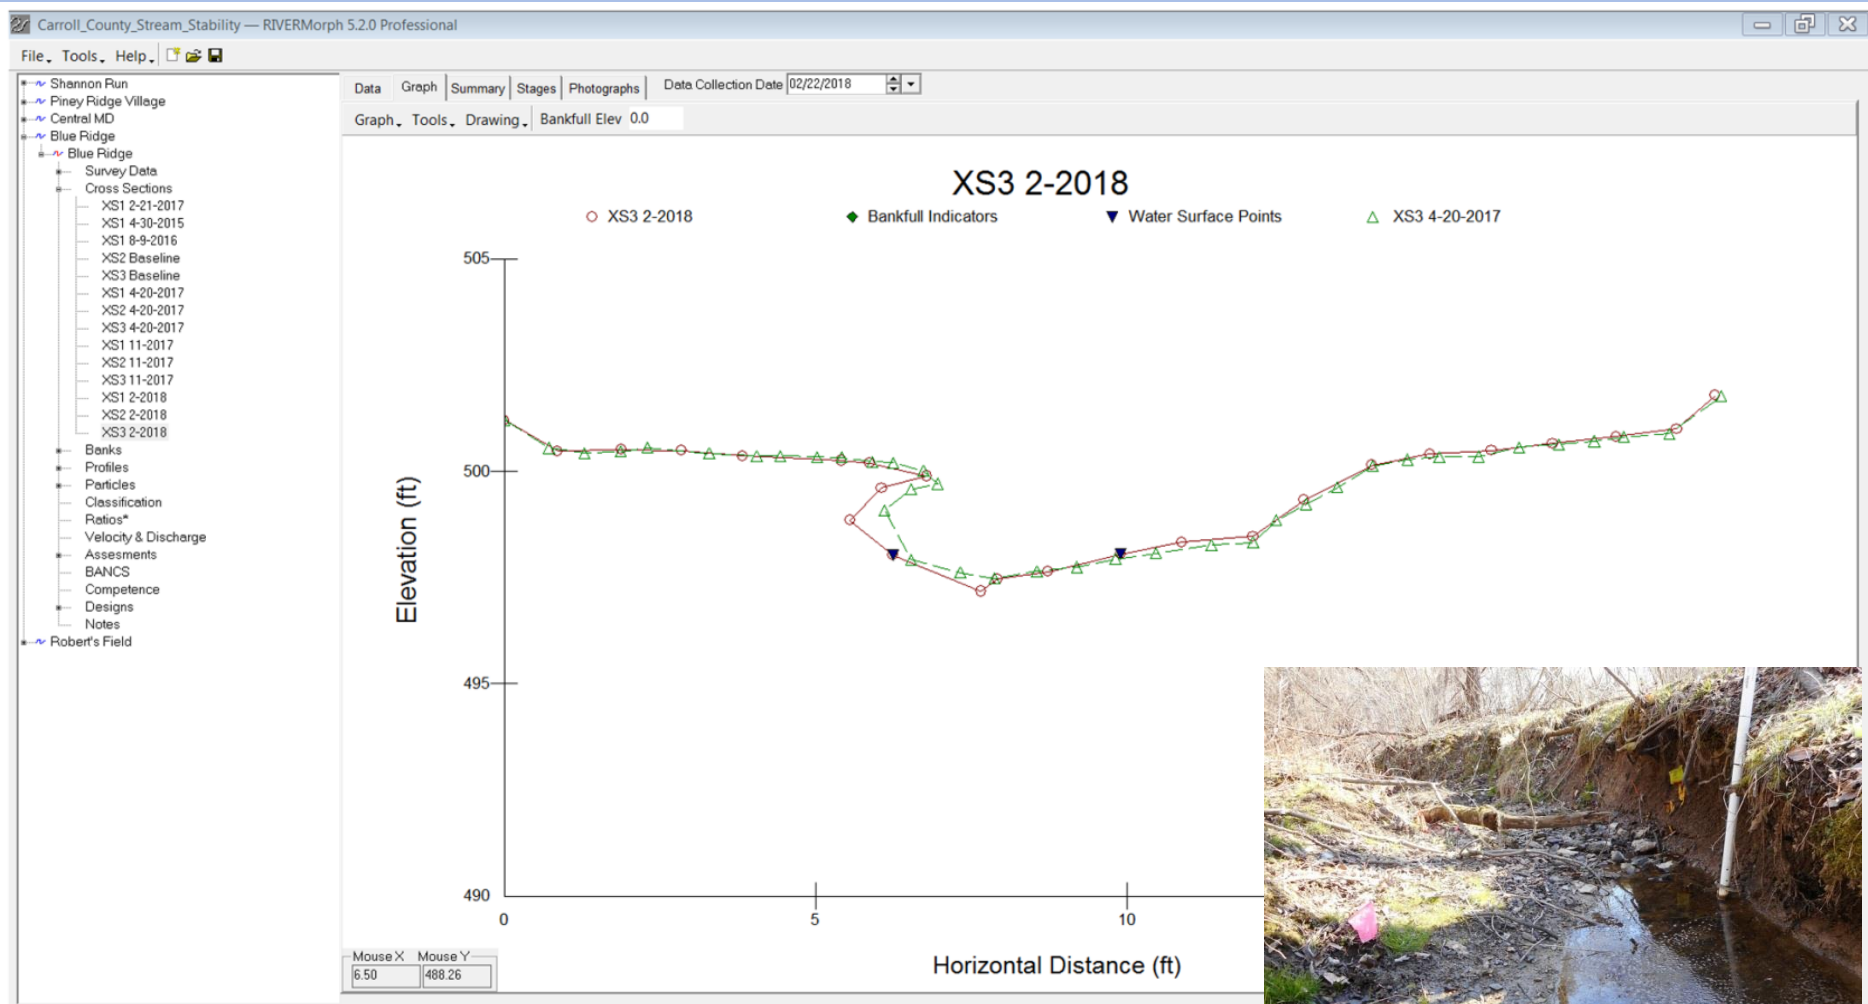 Carroll_County_Stream_Stability — RIVERMorph 5.2.0 Professional
File Tools Help
Shannon Run
Piney Ridge Village
Central MD
Blue Ridge
Blue Ridge
Survey Data
Cross Sections
XS1 2-21-2017
XS1 4-30-2015
XS1 8-9-2016
XS2 Baseline
XS3 Baseline
XS1 4-20-2017
XS2 4-20-2017
XS3 4-20-2017
XS1 11-2017
XS2 11-2017
XS3 11-2017
XS1 2-2018
XS2 2-2018
XS3 2-2018
Banks
Profiles
Particles
Classification
Ratios*
Velocity & Discharge
Assesments
BANCS
Competence
Designs
Notes
Robert's Field
Data Graph Summary Stages Photographs Data Collection Date 02/22/2018
Graph Tools Drawing Bankfull Elev 0.0
XS3 2-2018
XS3 2-2018 Bankfull Indicators Water Surface Points XS3 4-20-2017
505
500
495
490
Elevation (ft)
0 5 10
Horizontal Distance (ft)
Mouse X Mouse Y
6.50 488.26